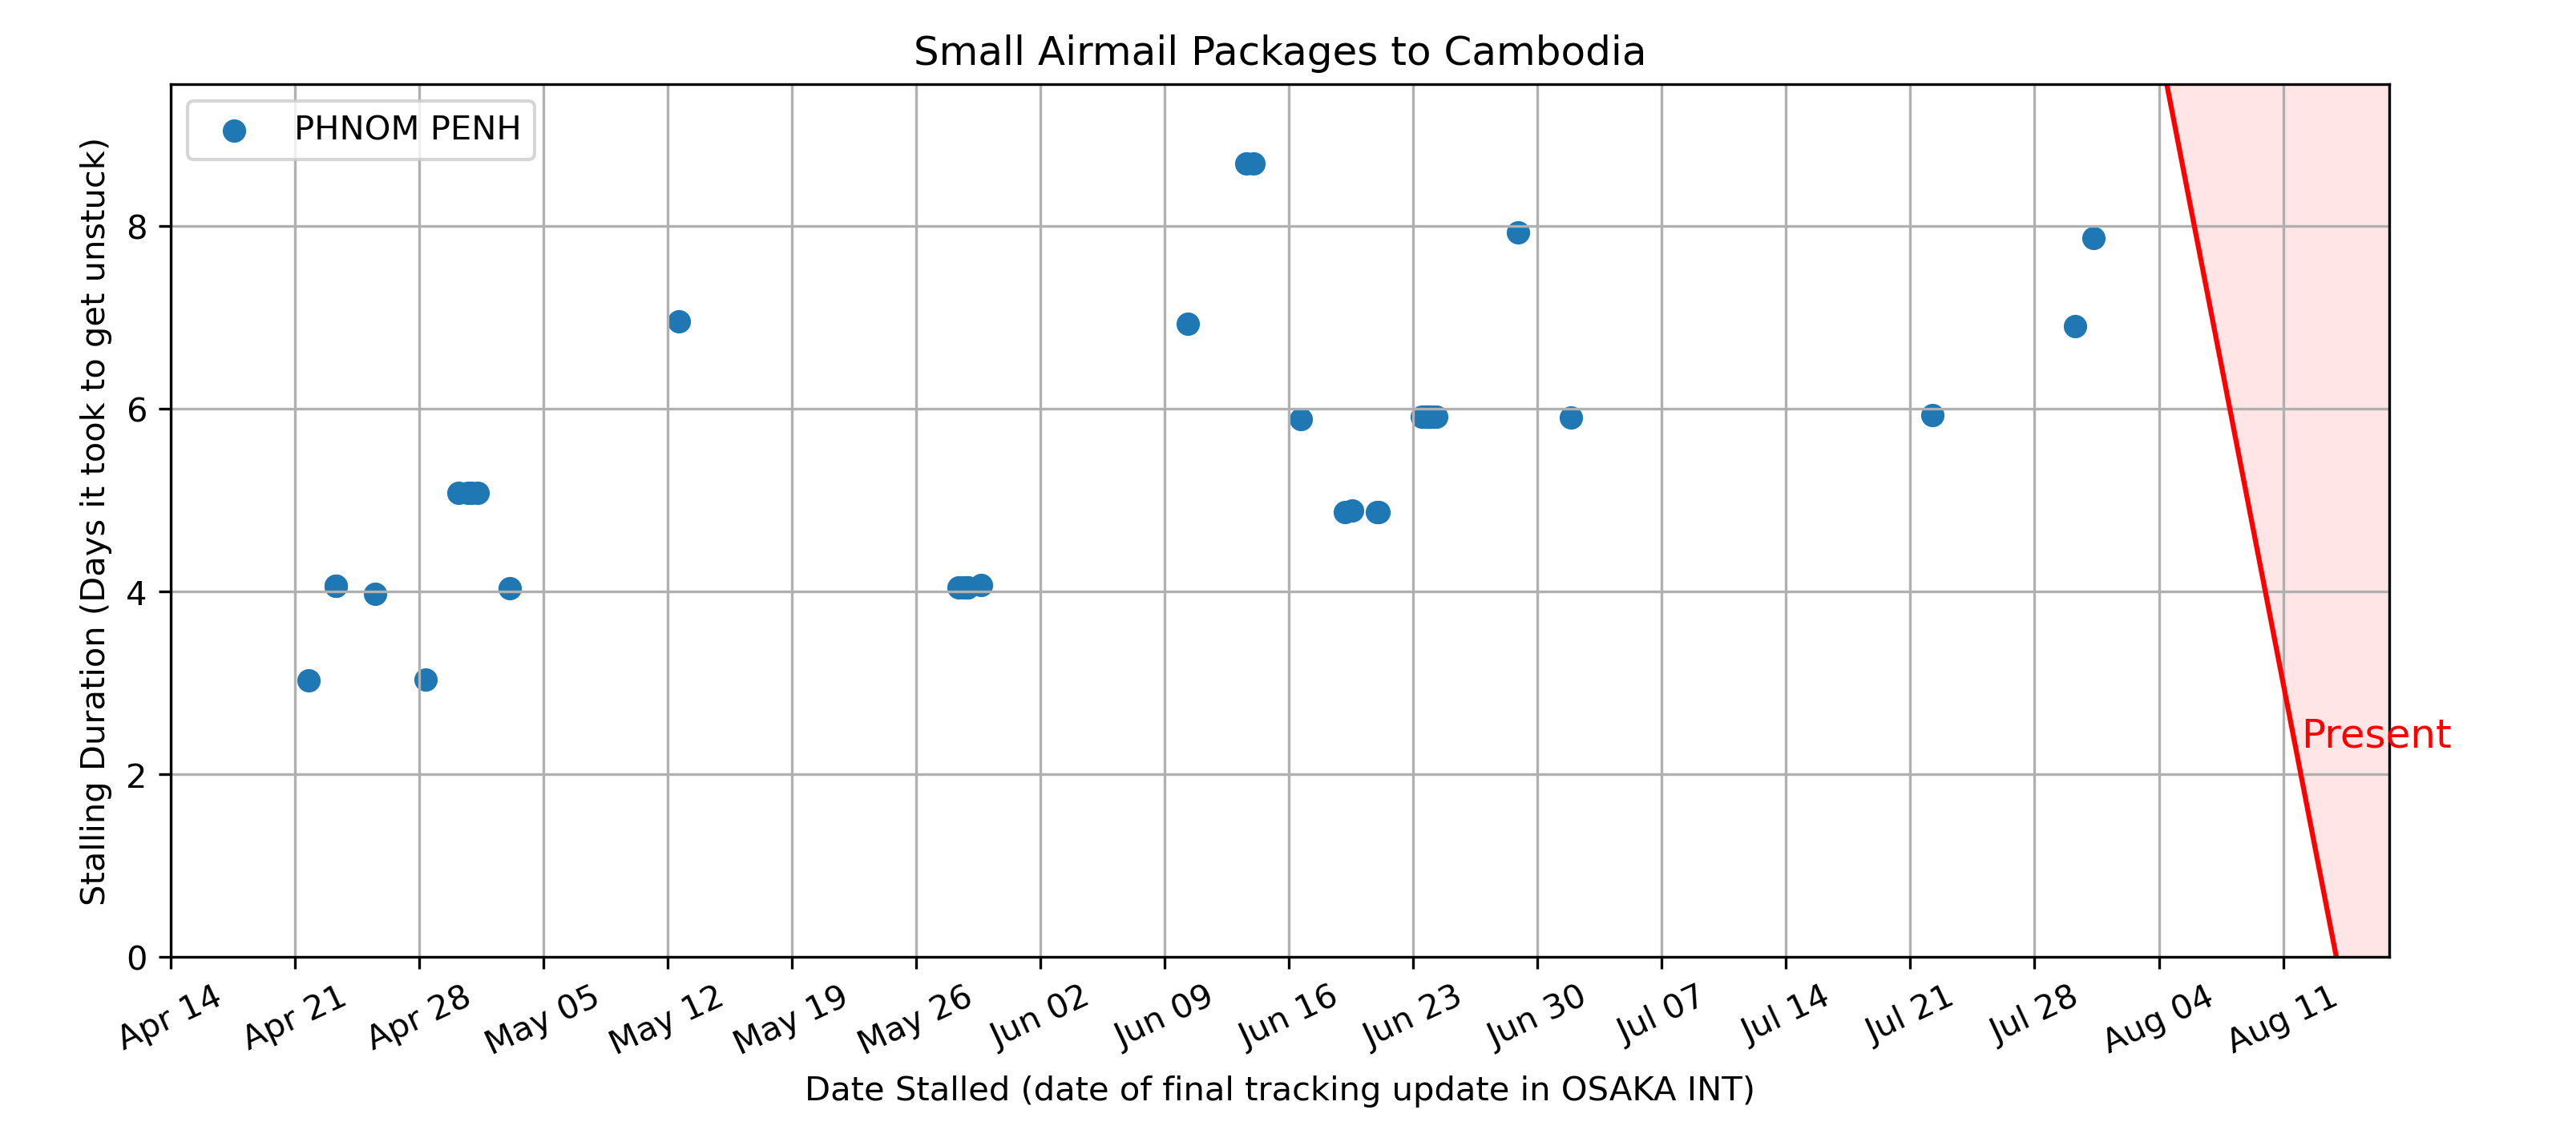 Small Airmail Packages to Cambodia
PHNOM PENH
Stalling Duration (Days it took to get unstuck)
8
6
4
2
0
Present
Apr 14
Apr 21
Apr 28
May 05
May 12
May 19
May 26
Jun 02
Jun 09
Jun 16
Jun 23
Jun 30
Jul 07
Jul 14
Jul 21
Jul 28
Aug 04
Aug 11
Date Stalled (date of final tracking update in OSAKA INT)